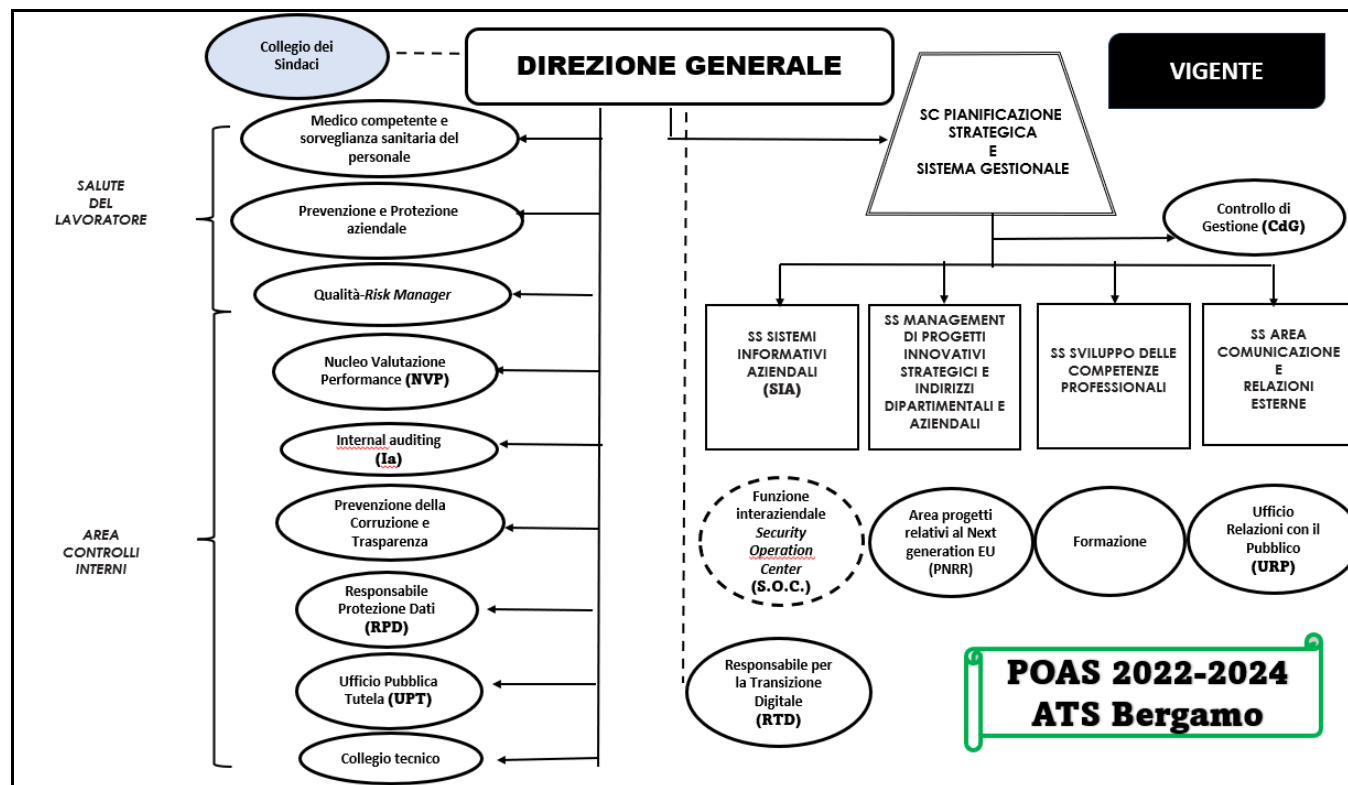 Collegio dei
Sindaci
DIREZIONE GENERALE
VIGENTE
SALUTE
DEL
LAVORATORE
Medico competente e
sorveglianza sanitaria del
personale
Prevenzione e Protezione
aziendale
Qualità-Risk Manager
AREA
CONTROLLI
INTERNI
Nucleo Valutazione
Performance (NVP)
Internal auditing
(Ia)
Prevenzione della
Corruzione e
Trasparenza
Responsabile
Protezione Dati
(RPD)
Ufficio Pubblica
Tutela (UPT)
Collegio tecnico
SC PIANIFICAZIONE
STRATEGICA
E
SISTEMA GESTIONALE
Controllo di
Gestione (CdG)
SS SISTEMI
INFORMATIVI
AZIENDALI
(SIA)
SS MANAGEMENT
DI PROGETTI
INNOVATIVI
STRATEGICI E
INDIRIZZI
DIPARTIMENTALI E
AZIENDALI
SS SVILUPPO DELLE
COMPETENZE
PROFESSIONALI
SS AREA
COMUNICAZIONE
E
RELAZIONI
ESTERNE
Funzione
interaziendale
Security
Operation
Center
(S.O.C.)
Area progetti
relativi al Next
generation EU
(PNRR)
Formazione
Ufficio
Relazioni con il
Pubblico
(URP)
Responsabile per
la Transizione
Digitale
(RTD)
POAS 2022-2024
ATS Bergamo